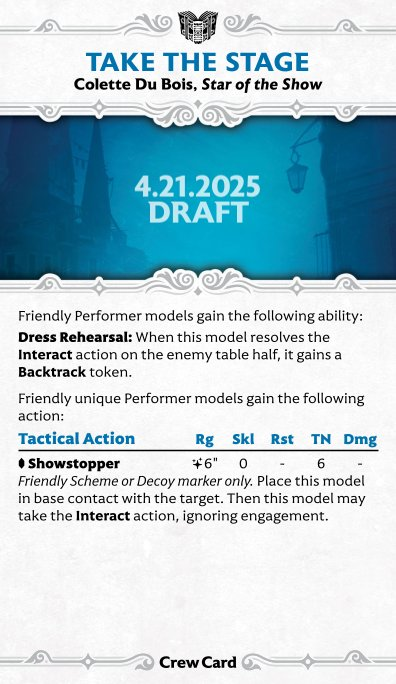 TAKE THE STAGE
Colette Du Bois, Star of the Show
4.21.2025
DRAFT
Friendly Performer models gain the following ability:
Dress Rehearsal: When this model resolves the
Interact action on the enemy table half, it gains a
Backtrack token.
Friendly unique Performer models gain the following
action:
Tactical Action Rg Skl Rst TN Dmg
Showstopper 6" 0 - 6 -
Friendly Scheme or Decoy marker only. Place this model
in base contact with the target. Then this model may
take the Interact action, ignoring engagement.
Crew Card